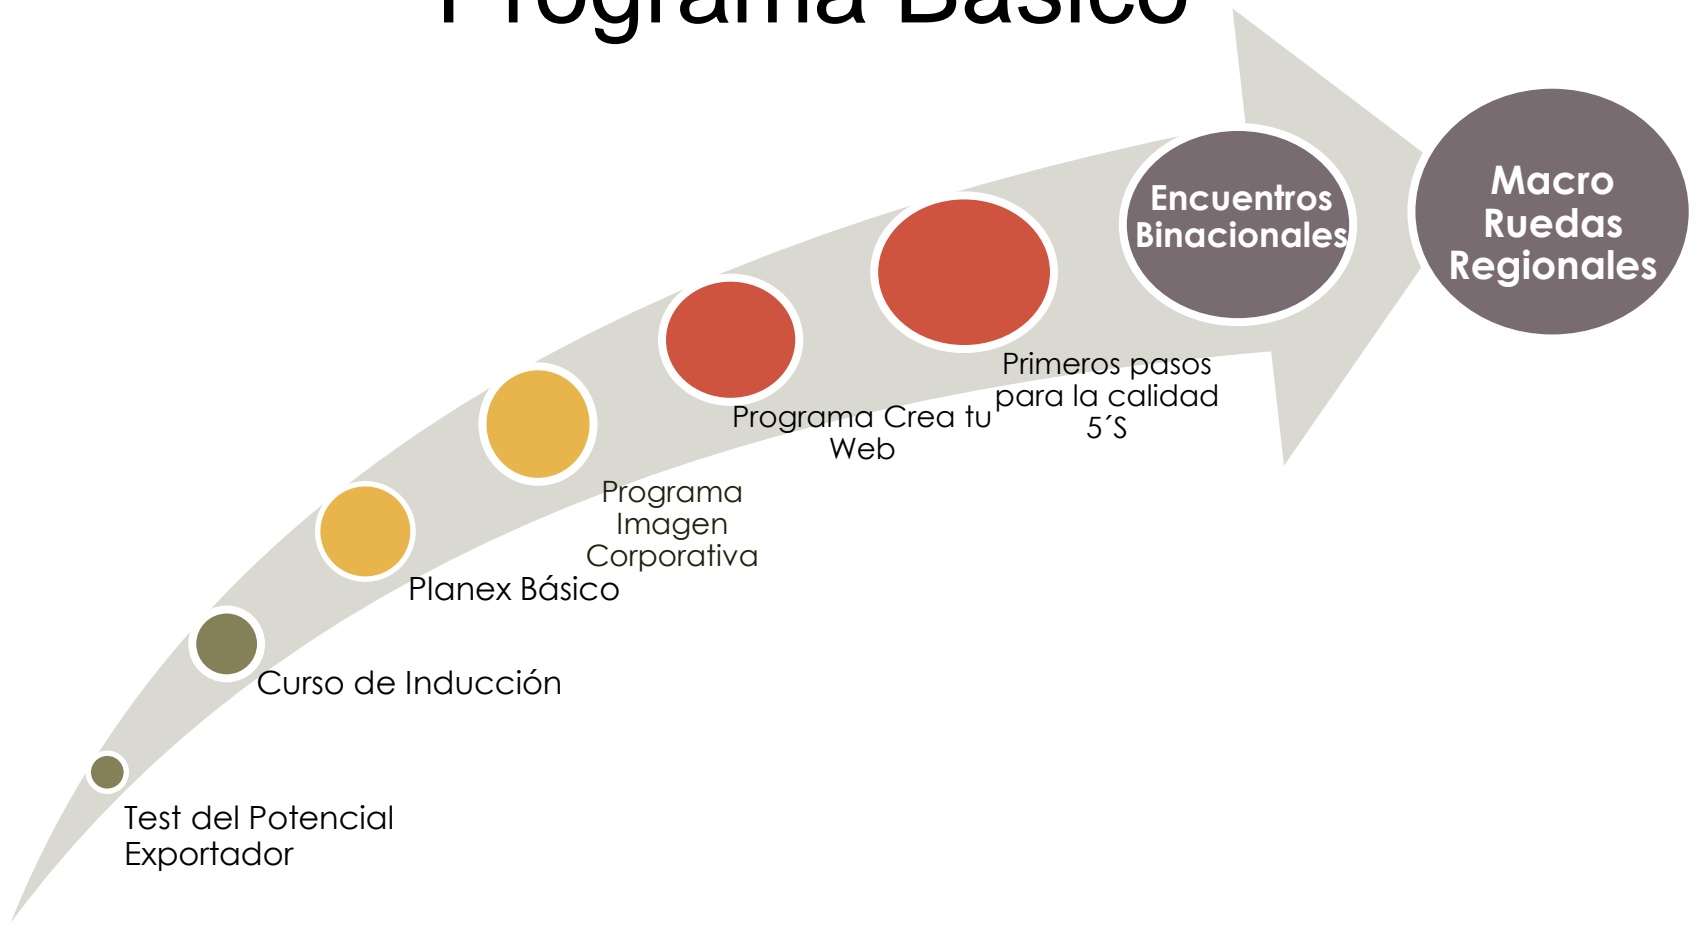 Programa Básico
Encuentros
Binacionales
Macro
Ruedas
Regionales
Primeros pasos
para la calidad
5´S
Programa Crea tu
Web
Programa
Imagen
Corporativa
Planex Básico
Curso de Inducción
Test del Potencial
Exportador